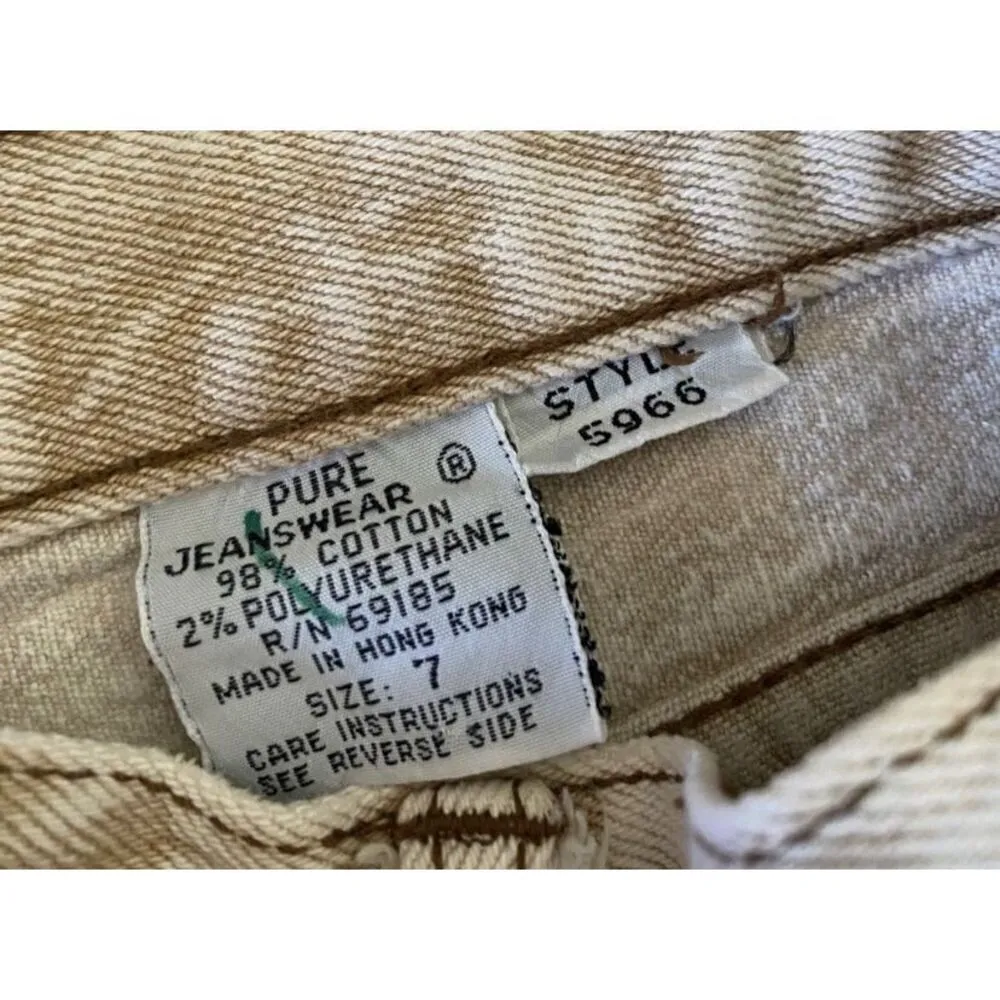 PURE ®
JEANSWEAR
98% COTTON
2% POLYURETHANE
R/N 69185
MADE IN HONG KONG
SIZE: 7
CARE INSTRUCTIONS
SEE REVERSE SIDE
STYLE
5966